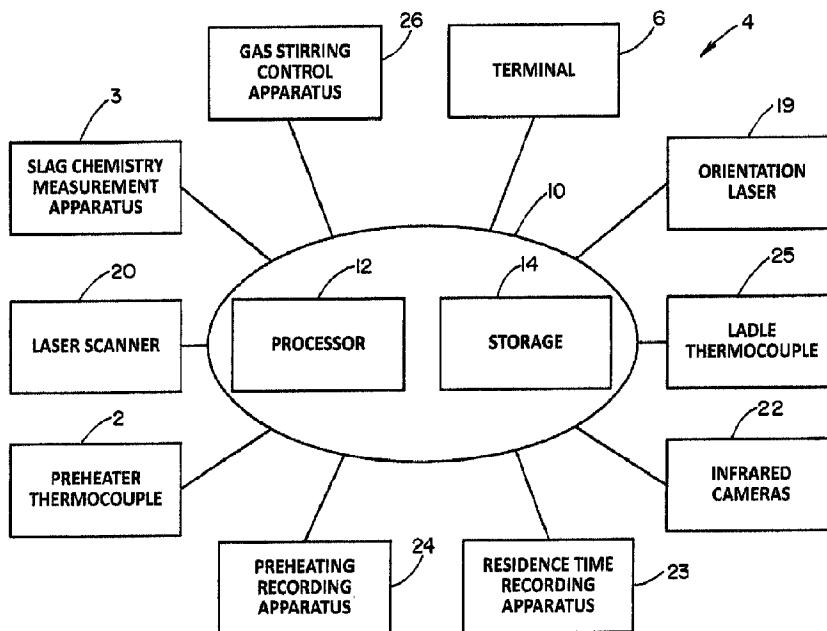 26
GAS STIRRING
CONTROL
APPARATUS
6
TERMINAL
4
3
SLAG CHEMISTRY
MEASUREMENT
APPARATUS
19
ORIENTATION
LASER
10
20
LASER SCANNER
12
PROCESSOR
14
STORAGE
25
LADLE
THERMOCOUPLE
2
PREHEATER
THERMOCOUPLE
22
INFRARED
CAMERAS
PREHEATING
RECORDING
APPARATUS
24
RESIDENCE TIME
RECORDING
APPARATUS
23